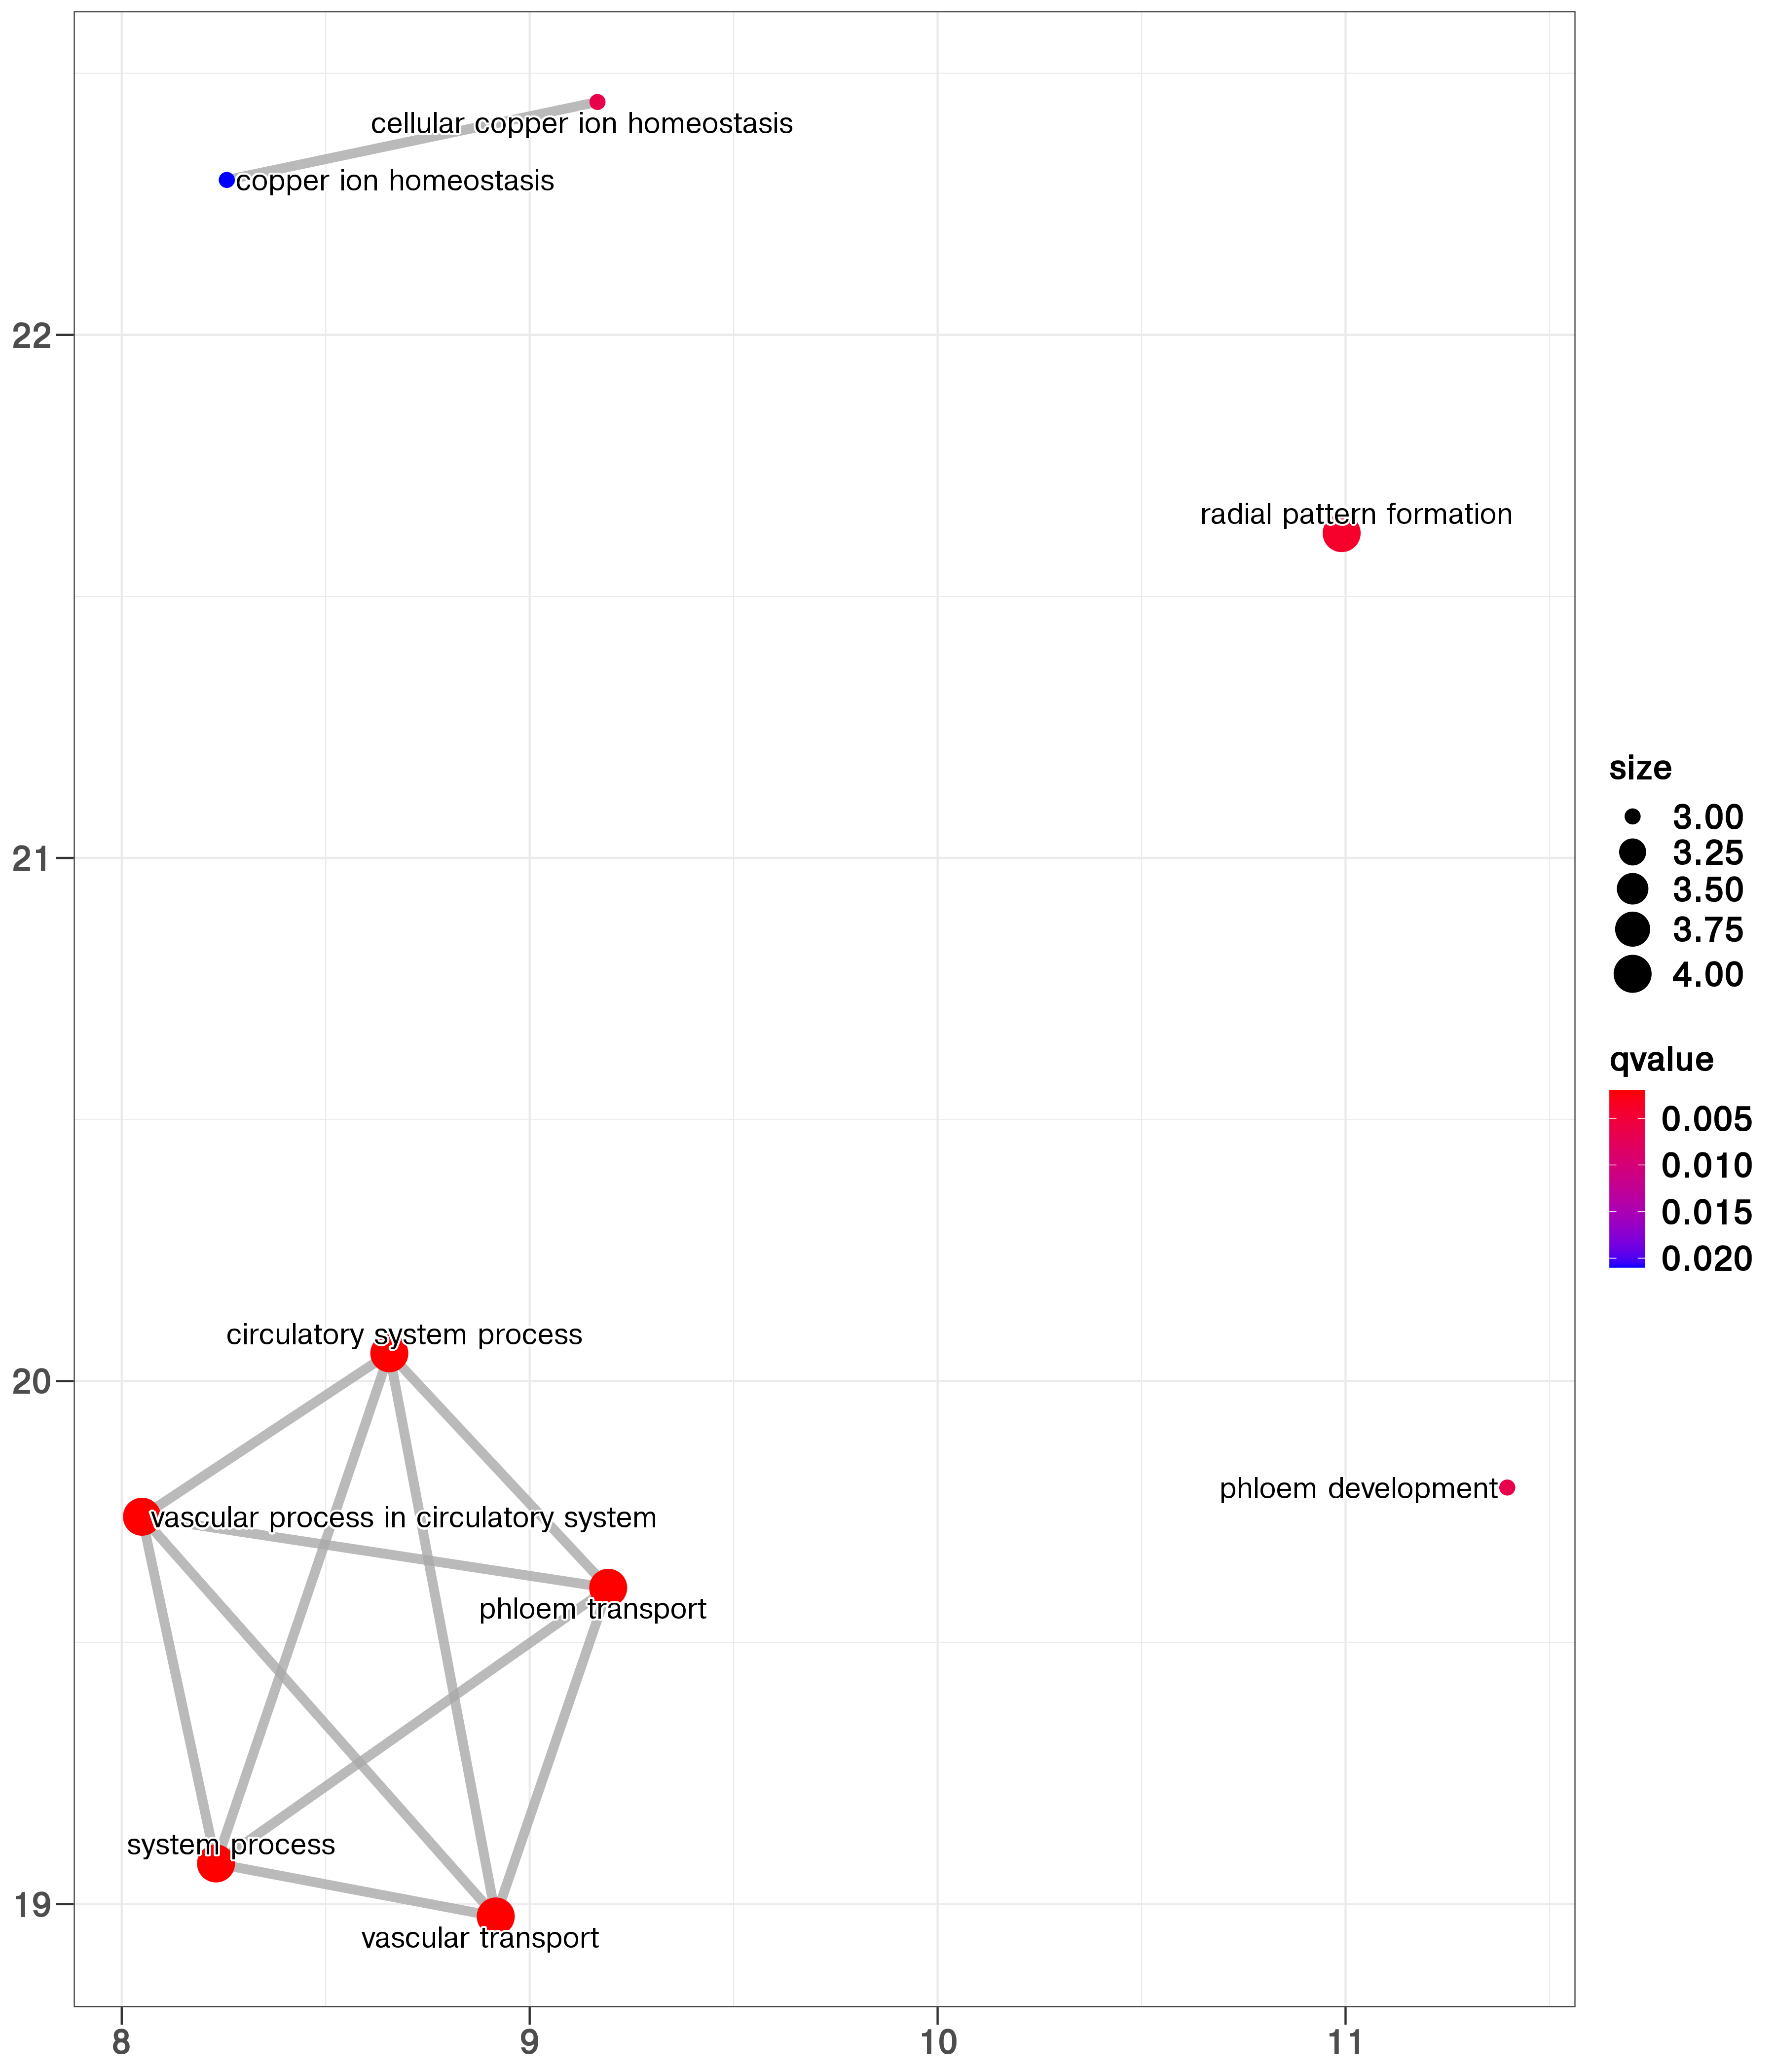 cellular copper ion homeostasis
copper ion homeostasis
radial pattern formation
circulatory system process
phloem development
vascular process in circulatory system
phloem transport
system process
vascular transport
22
21
20
19
8
9
10
11
size
3.00
3.25
3.50
3.75
4.00
qvalue
0.005
0.010
0.015
0.020